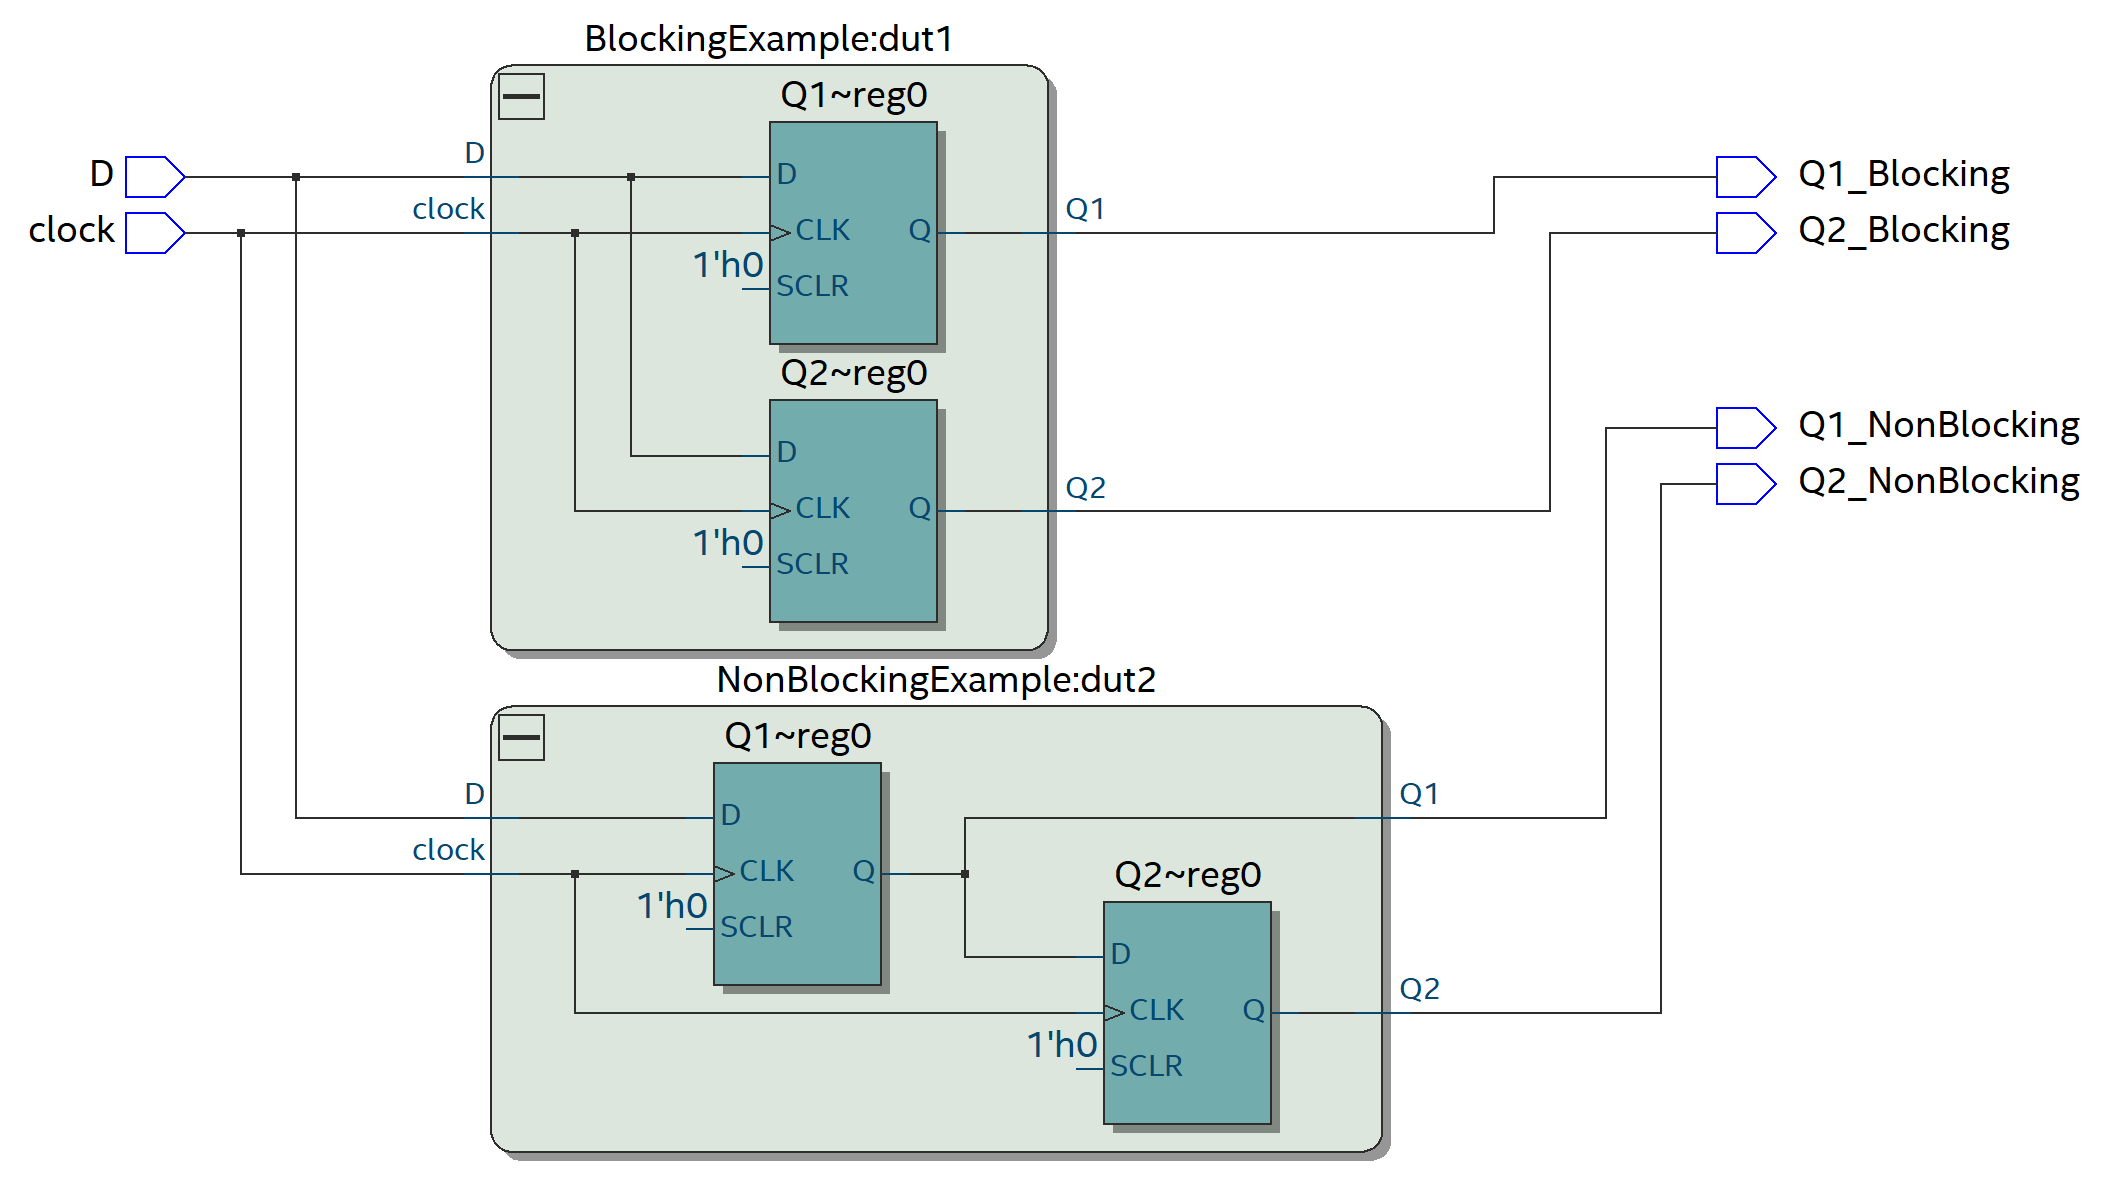 BlockingExample:dut1
Q1~reg0
D
D
D
Q1_Blocking
clock
clock
CLK
Q
Q1
Q2_Blocking
1'h0
SCLR
Q2~reg0
D
Q1_NonBlocking
CLK
Q
Q2
Q2_NonBlocking
1'h0
SCLR
NonBlockingExample:dut2
Q1~reg0
D
D
Q1
clock
CLK
Q
1'h0
SCLR
Q2~reg0
D
CLK
Q
Q2
1'h0
SCLR